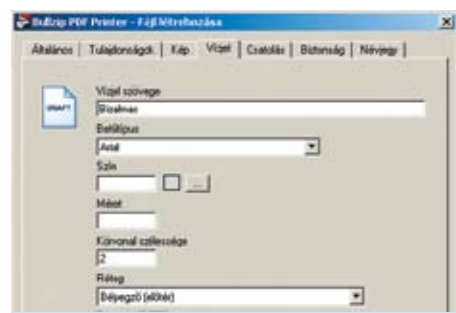 Bullzip PDF Printer - Fájl létrehozása
Általános Tulajdonságok Kép Vízjel Csatolás Biztonság Névjegy
DRAFT
Vízjel szövege
Bizalmas
Betűtípus
Arial
Szín
...
Méret
Körvonal szélessége
2
Réteg
Bélyegző (előtér)